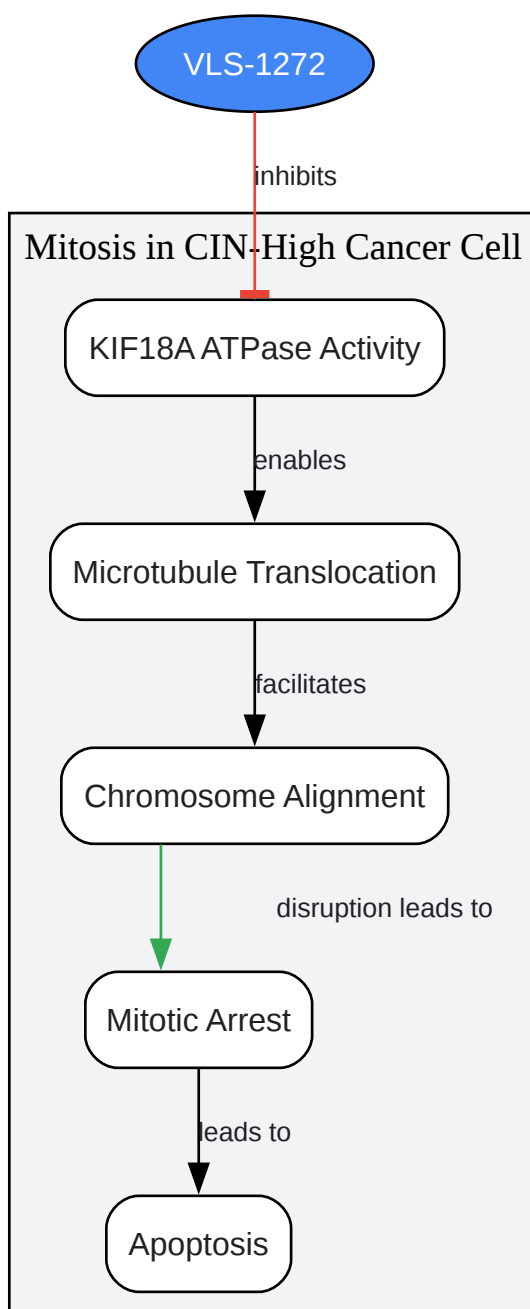 VLS-1272
inhibits
Mitosis in CIN-High Cancer Cell
KIF18A ATPase Activity
enables
Microtubule Translocation
facilitates
Chromosome Alignment
disruption leads to
Mitotic Arrest
leads to
Apoptosis